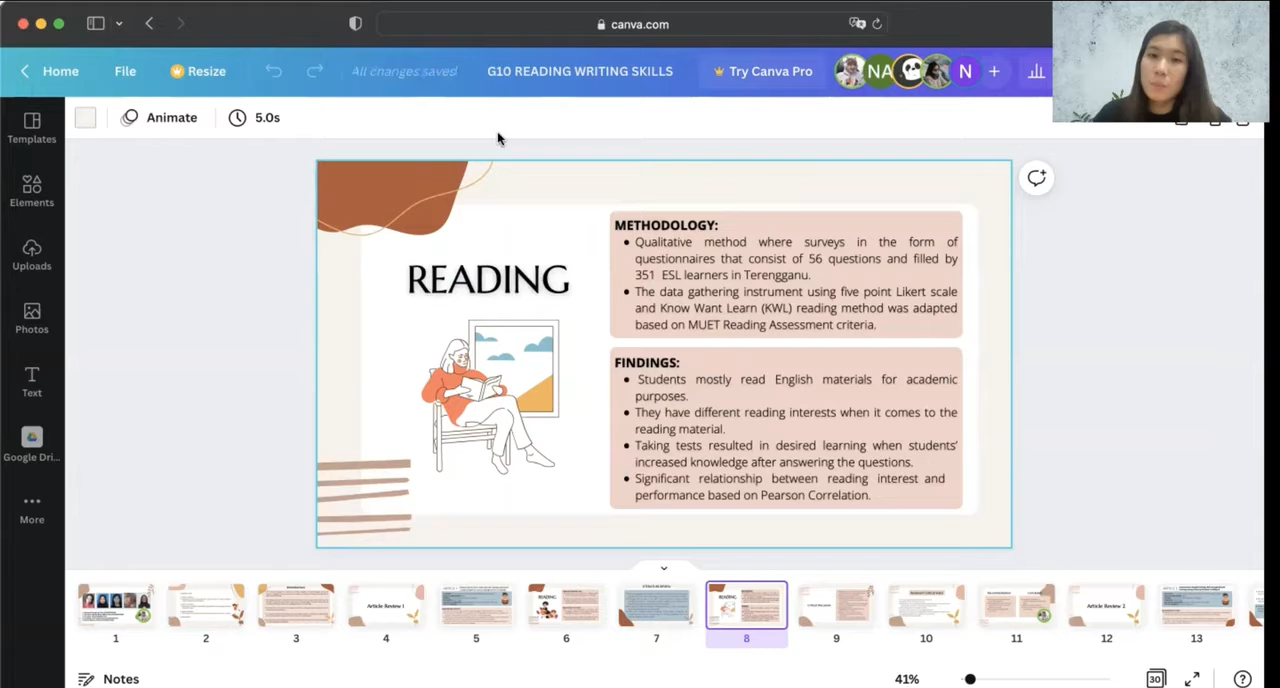 canva.com
Home
File
Resize
All changes saved
G10 READING WRITING SKILLS
Try Canva Pro
NA
N
+
Animate
5.0s
Templates
Elements
Uploads
Photos
Text
Google Dri...
More
READING
METHODOLOGY:
• Qualitative method where surveys in the form of
questionnaires that consist of 56 questions and filled by
351 ESL learners in Terengganu.
• The data gathering instrument using five point Likert scale
and Know Want Learn (KWL) reading method was adapted
based on MUET Reading Assessment criteria.
FINDINGS:
• Students mostly read English materials for academic
purposes.
• They have different reading interests when it comes to the
reading material.
• Taking tests resulted in desired learning when students'
increased knowledge after answering the questions.
• Significant relationship between reading interest and
performance based on Pearson Correlation.
Article Review 1
READING
Article Review 2
1
2
3
4
5
6
7
8
9
10
11
12
13
Notes
41%
30
?